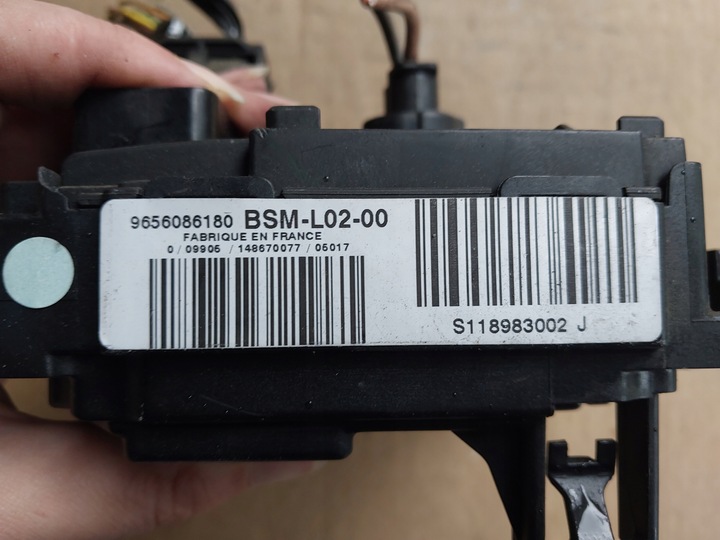 9656086180 BSM-L02-00
FABRIQUE EN FRANCE
0 / 09905 / 148670077 / 05017
S118983002 J